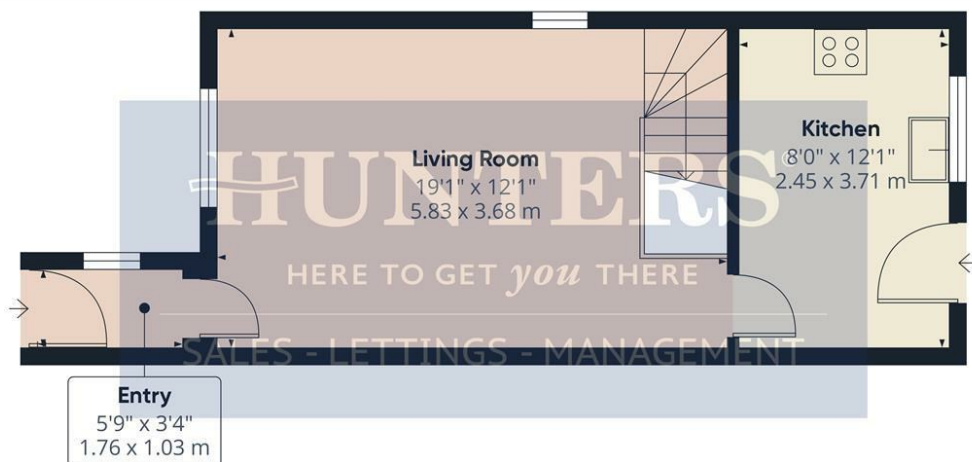 Living Room
19'1" x 12'1"
5.83 x 3.68 m
Kitchen
8'0" x 12'1"
2.45 x 3.71 m
HUNTERS®
HERE TO GET you THERE
SALES - LETTINGS - MANAGEMENT
Entry
5'9" x 3'4"
1.76 x 1.03 m